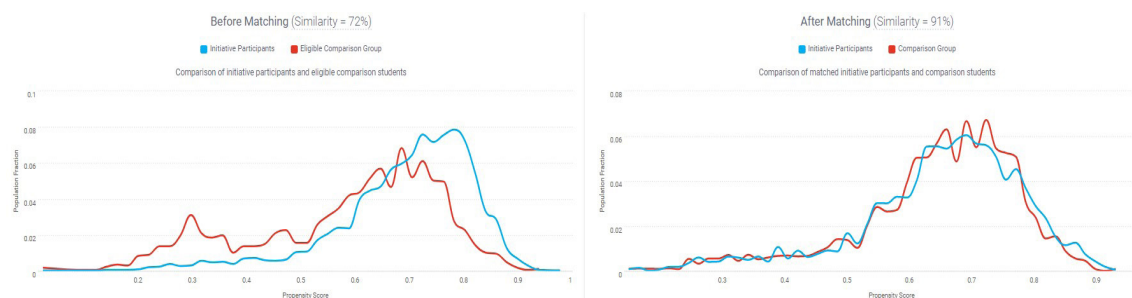 Before Matching (Similarity = 72%)
Initiative Participants Eligible Comparison Group
Comparison of initiative participants and eligible comparison students
0.1
0.08
0.06
0.04
0.02
0
Population Fraction
0.2 0.3 0.4 0.5 0.6 0.7 0.8 0.9 1
Propensity Score
After Matching (Similarity = 91%)
Initiative Participants Comparison Group
Comparison of matched initiative participants and comparison students
0.08
0.06
0.04
0.02
0
Population Fraction
0.3 0.4 0.5 0.6 0.7 0.8 0.9
Propensity Score